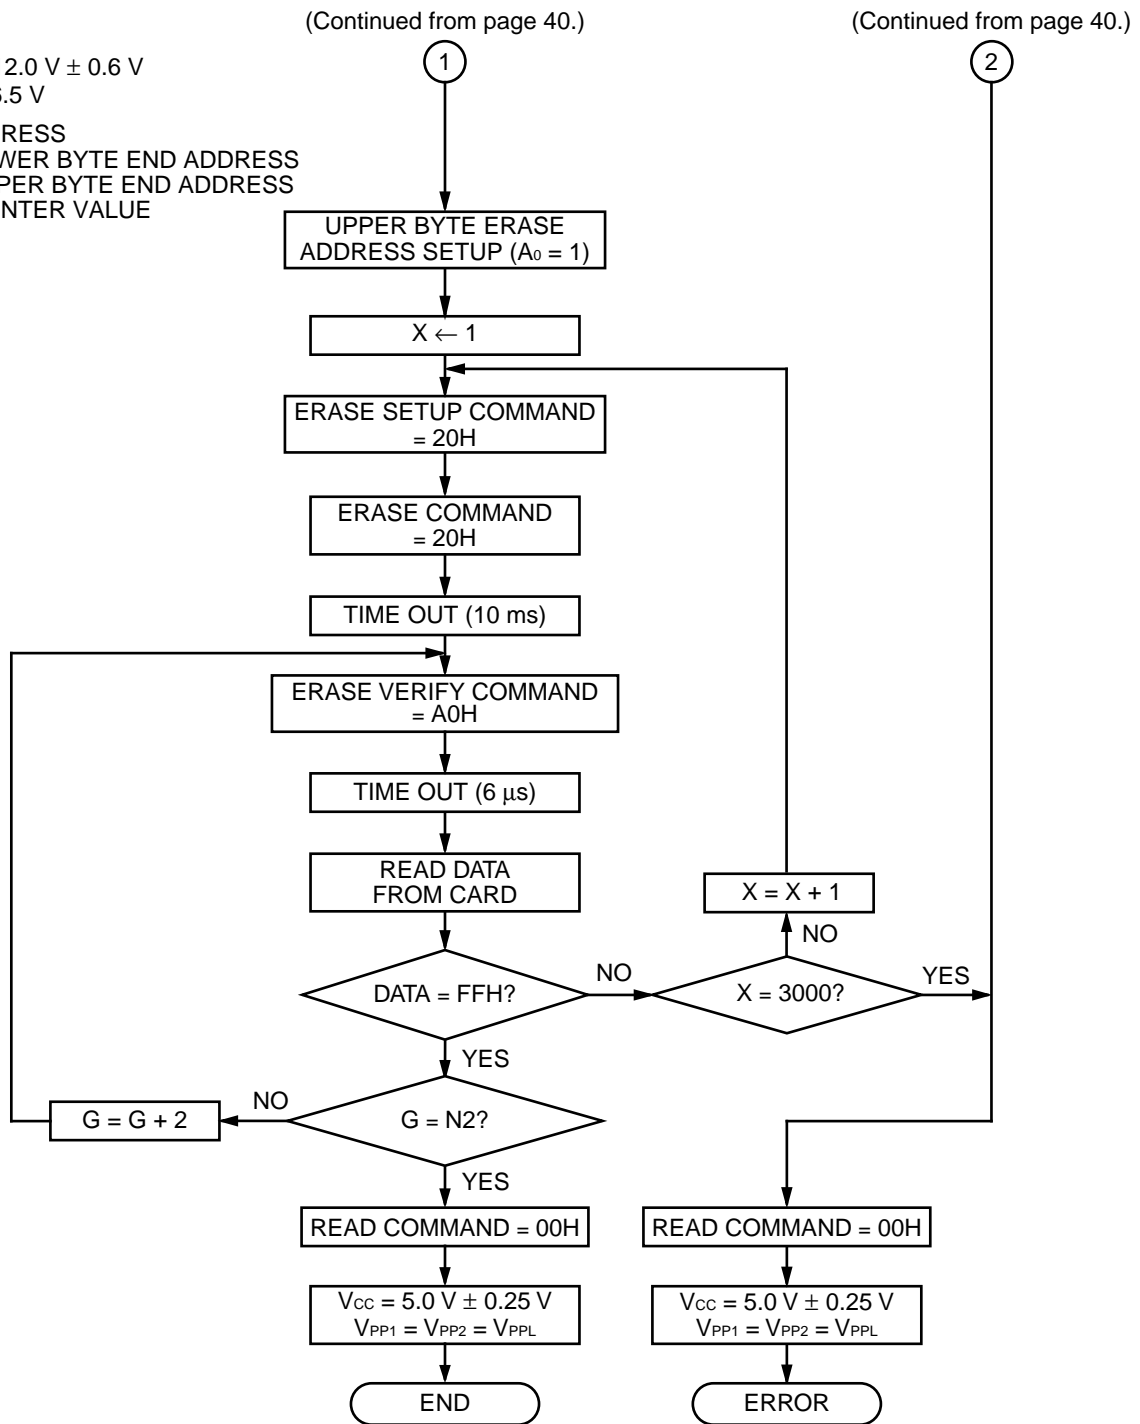 (Continued from page 40.)
(Continued from page 40.)
1
2
2.0 V ± 0.6 V
.5 V
RESS
WER BYTE END ADDRESS
PER BYTE END ADDRESS
NTER VALUE
UPPER BYTE ERASE
ADDRESS SETUP (A0 = 1)
X ← 1
ERASE SETUP COMMAND
= 20H
ERASE COMMAND
= 20H
TIME OUT (10 ms)
ERASE VERIFY COMMAND
= A0H
TIME OUT (6 μs)
READ DATA
FROM CARD
X = X + 1
NO
DATA = FFH?
NO
X = 3000?
YES
YES
G = G + 2
NO
G = N2?
YES
READ COMMAND = 00H
READ COMMAND = 00H
VCC = 5.0 V ± 0.25 V
VPP1 = VPP2 = VPPL
VCC = 5.0 V ± 0.25 V
VPP1 = VPP2 = VPPL
END
ERROR